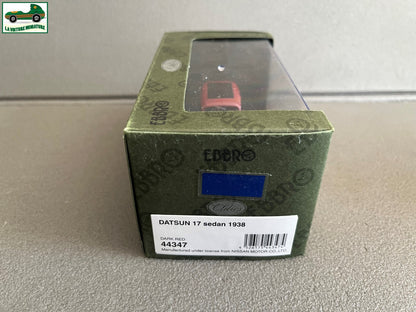 LA VOITURE MINIATURE
EBBRO
EBBRO
DATSUN 17 sedan 1938
DARK RED
44347
Manufactured under license from NISSAN MOTOR CO., LTD.